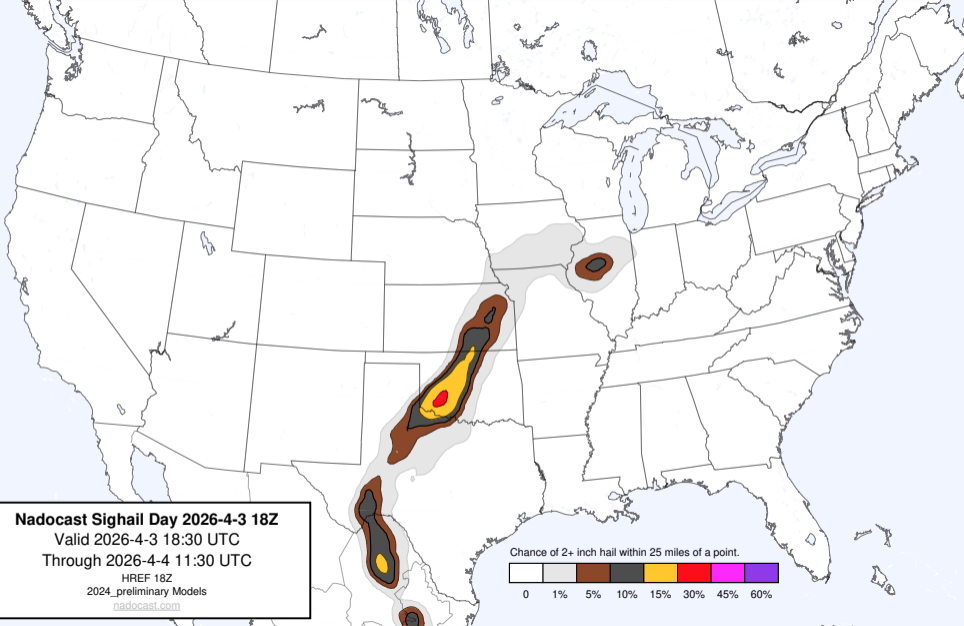 Nadocast Sighail Day 2026-4-3 18Z
Valid 2026-4-3 18:30 UTC
Through 2026-4-4 11:30 UTC
HREF 18Z
2024_preliminary Models
nadocast.com
Chance of 2+ inch hail within 25 miles of a point.
0 1% 5% 10% 15% 30% 45% 60%